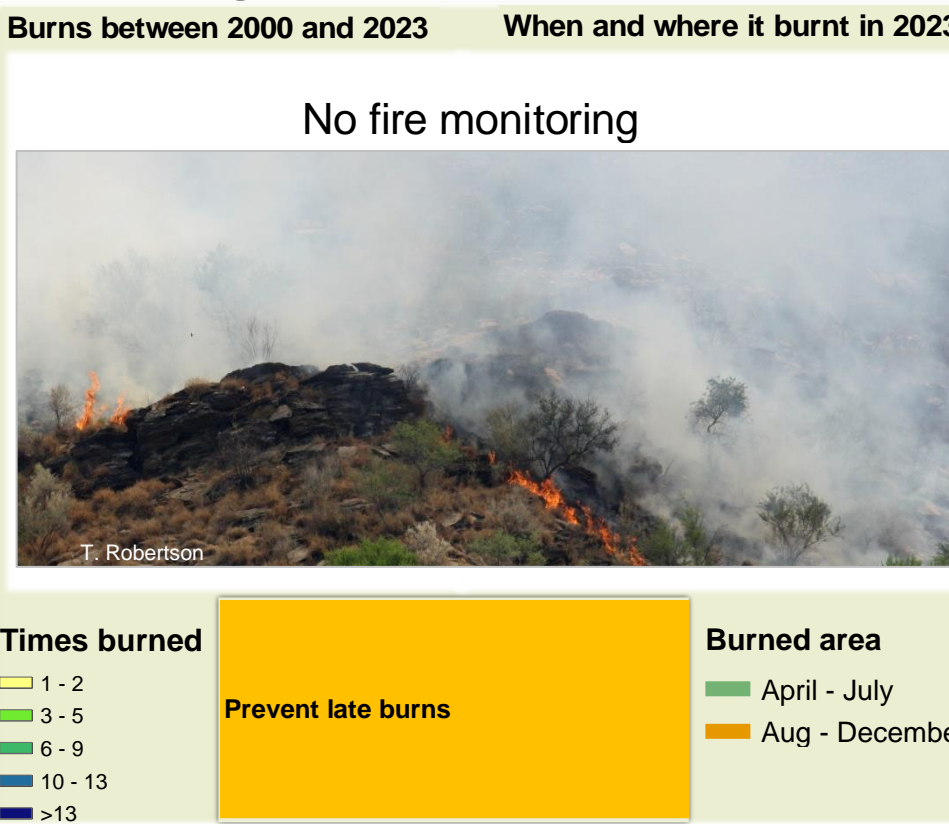 Burns between 2000 and 2023
When and where it burnt in 2023
No fire monitoring
T. Robertson
Times burned
1 - 2
3 - 5
6 - 9
10 - 13
>13
Prevent late burns
Burned area
April - July
Aug - Decembe